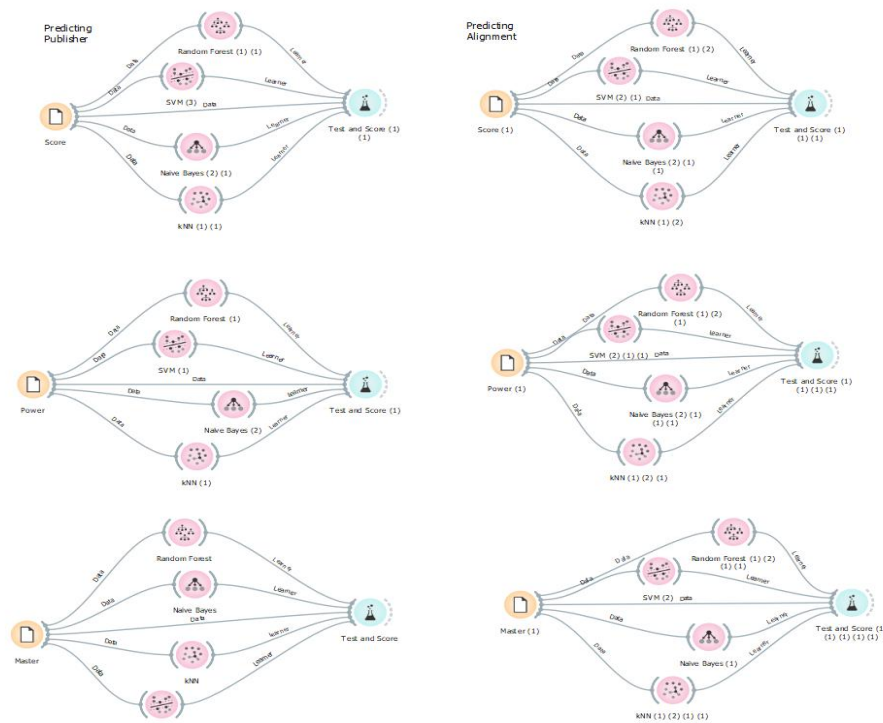 Predicting
Publisher
Data
Random Forest (1) (1)
Learner
Data
SVM (3)
Learner
Data
Score
Data
Naive Bayes (2) (1)
Learner
Test and Score (1)
(1)
Data
kNN (1) (1)
Learner
Predicting
Alignment
Data
Random Forest (1) (2)
Learner
Data
SVM (2) (1)
Learner
Data
Score (1)
Data
Naive Bayes (2) (1)
(1)
Learner
Test and Score (1)
(1) (1)
Data
kNN (1) (2)
Learner
Data
Random Forest (1)
Learner
Data
SVM (1)
Learner
Data
Power
Data
Naive Bayes (2)
Learner
Test and Score (1)
Data
kNN (1)
Learner
Data
Random Forest (1) (2)
(1)
Learner
Data
SVM (2) (1) (1)
Learner
Data
Power (1)
Data
Naive Bayes (2) (1)
(1) (1)
Learner
Test and Score (1)
(1) (1) (1)
Data
kNN (1) (2) (1)
Learner
Data
Random Forest
Learner
Data
Naive Bayes
Learner
Data
Master
Data
kNN
Learner
Test and Score
Data
Learner
Data
Random Forest (1) (2)
(1) (1)
Learner
Data
SVM (2)
Learner
Data
Master (1)
Data
Naive Bayes (1)
Learner
Test and Score (1)
(1) (1) (1) (1)
Data
kNN (1) (2) (1) (1)
Learner